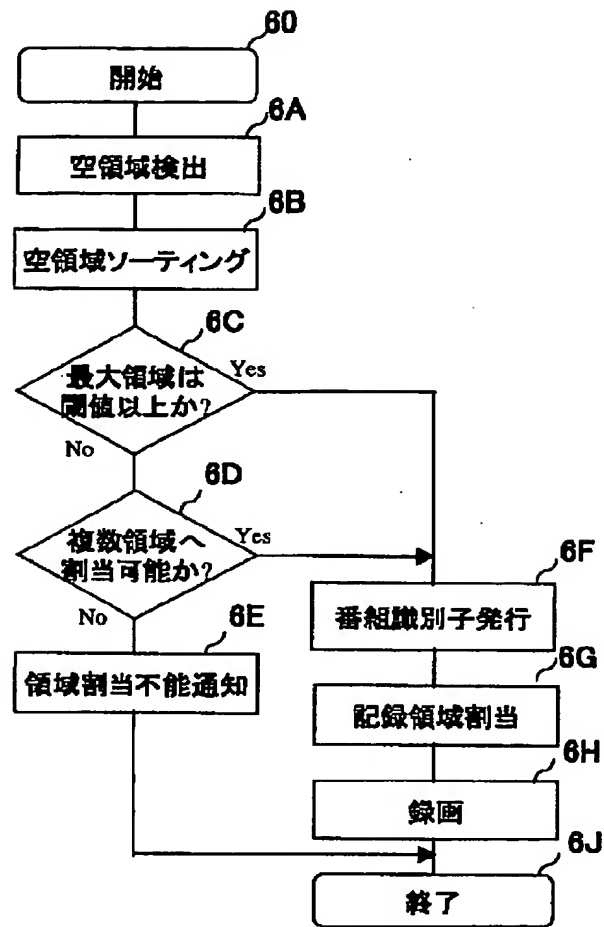 60
開始
6A
空領域検出
6B
空領域ソーティング
6C
最大領域は
閾値以上か?
Yes
No
6D
複数領域へ
割当可能か?
Yes
No
6E
領域割当不能通知
6F
番組識別子発行
6G
記録領域割当
6H
録画
6J
終了